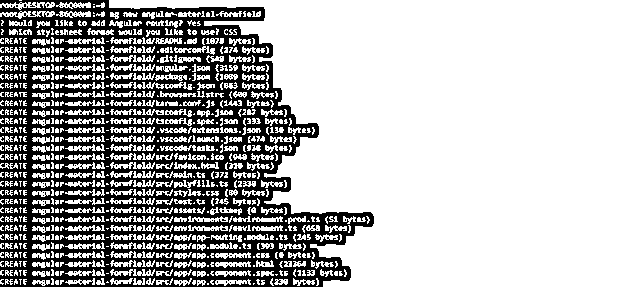 root@DESKTOP-86Q00MB:~#
root@DESKTOP-86Q00MB:~# ng new angular-material-formfield
? Would you like to add Angular routing? Yes
? Which stylesheet format would you like to use? CSS
CREATE angular-material-formfield/README.md (1078 bytes)
CREATE angular-material-formfield/.editorconfig (274 bytes)
CREATE angular-material-formfield/.gitignore (548 bytes)
CREATE angular-material-formfield/angular.json (3159 bytes)
CREATE angular-material-formfield/package.json (1089 bytes)
CREATE angular-material-formfield/tsconfig.json (863 bytes)
CREATE angular-material-formfield/.browserslistrc (600 bytes)
CREATE angular-material-formfield/karma.conf.js (1443 bytes)
CREATE angular-material-formfield/tsconfig.app.json (287 bytes)
CREATE angular-material-formfield/tsconfig.spec.json (333 bytes)
CREATE angular-material-formfield/.vscode/extensions.json (130 bytes)
CREATE angular-material-formfield/.vscode/launch.json (474 bytes)
CREATE angular-material-formfield/.vscode/tasks.json (938 bytes)
CREATE angular-material-formfield/src/favicon.ico (948 bytes)
CREATE angular-material-formfield/src/index.html (310 bytes)
CREATE angular-material-formfield/src/main.ts (372 bytes)
CREATE angular-material-formfield/src/polyfills.ts (2338 bytes)
CREATE angular-material-formfield/src/styles.css (80 bytes)
CREATE angular-material-formfield/src/test.ts (745 bytes)
CREATE angular-material-formfield/src/assets/.gitkeep (0 bytes)
CREATE angular-material-formfield/src/environments/environment.prod.ts (51 bytes)
CREATE angular-material-formfield/src/environments/environment.ts (658 bytes)
CREATE angular-material-formfield/src/app/app-routing.module.ts (245 bytes)
CREATE angular-material-formfield/src/app/app.module.ts (393 bytes)
CREATE angular-material-formfield/src/app/app.component.css (0 bytes)
CREATE angular-material-formfield/src/app/app.component.html (23364 bytes)
CREATE angular-material-formfield/src/app/app.component.spec.ts (1133 bytes)
CREATE angular-material-formfield/src/app/app.component.ts (230 bytes)